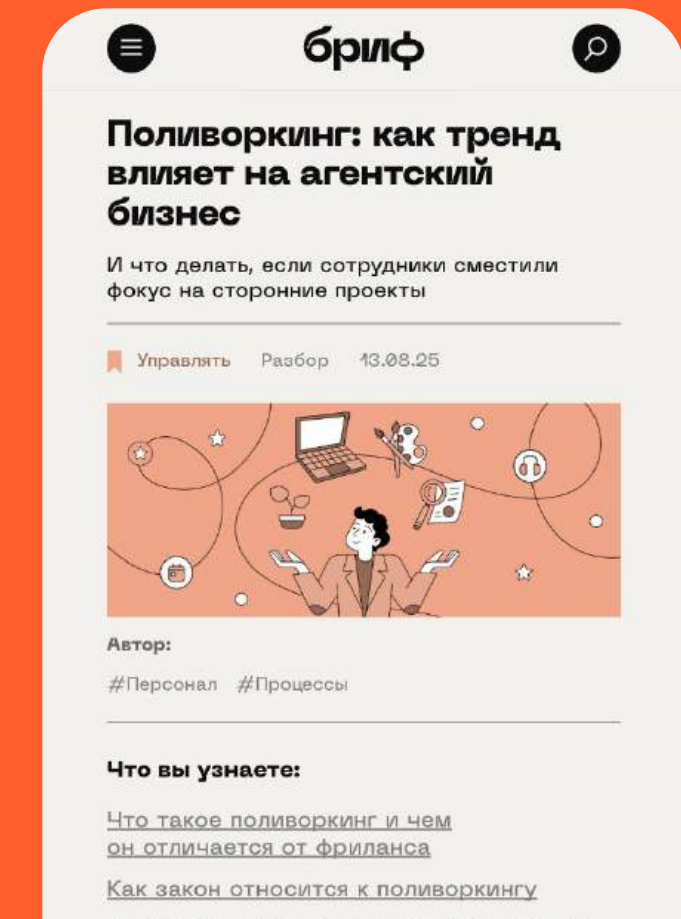 бриф
Поливоркинг: как тренд
влияет на агентский
бизнес
И что делать, если сотрудники сместили
фокус на сторонние проекты
Управлять Разбор 13.08.25
Автор:
#Персонал #Процессы
Что вы узнаете:
Что такое поливоркинг и чем
он отличается от фриланса
Как закон относится к поливоркингу